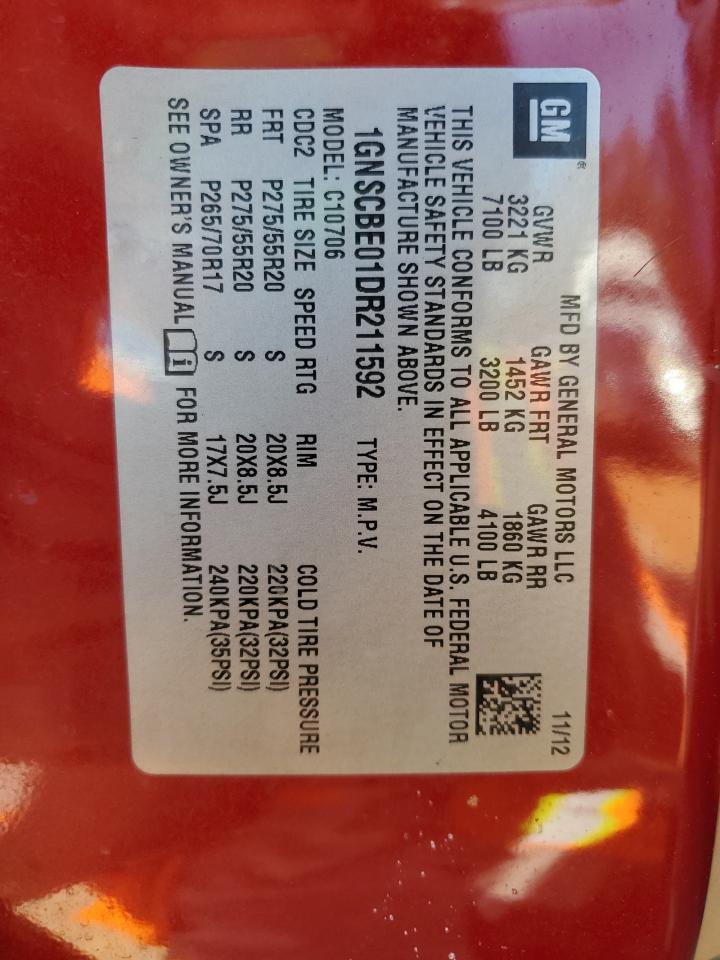 GM®
MFD BY GENERAL MOTORS LLC 11/12
GVWR GAWR FRT GAWR RR
3221 KG 1452 KG 1860 KG
7100 LB 3200 LB 4100 LB
THIS VEHICLE CONFORMS TO ALL APPLICABLE U.S. FEDERAL MOTOR
VEHICLE SAFETY STANDARDS IN EFFECT ON THE DATE OF
MANUFACTURE SHOWN ABOVE.
1GNSCBE01DR211592 TYPE: M.P.V.
MODEL: C10706
CDC2 TIRE SIZE SPEED RTG RIM COLD TIRE PRESSURE
FRT P275/55R20 S 20X8.5J 220KPA(32PSI)
RR P275/55R20 S 20X8.5J 220KPA(32PSI)
SPA P265/70R17 S 17X7.5J 240KPA(35PSI)
SEE OWNER'S MANUAL i FOR MORE INFORMATION.